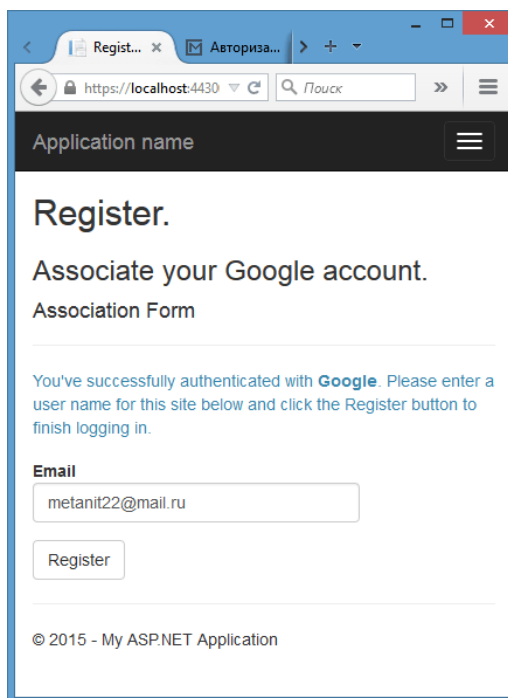 Regist...
Авториза...
https://localhost:4430
Поиск
Application name
Register.
Associate your Google account.
Association Form
You've successfully authenticated with Google. Please enter a
user name for this site below and click the Register button to
finish logging in.
Email
metanit22@mail.ru
Register
© 2015 - My ASP.NET Application